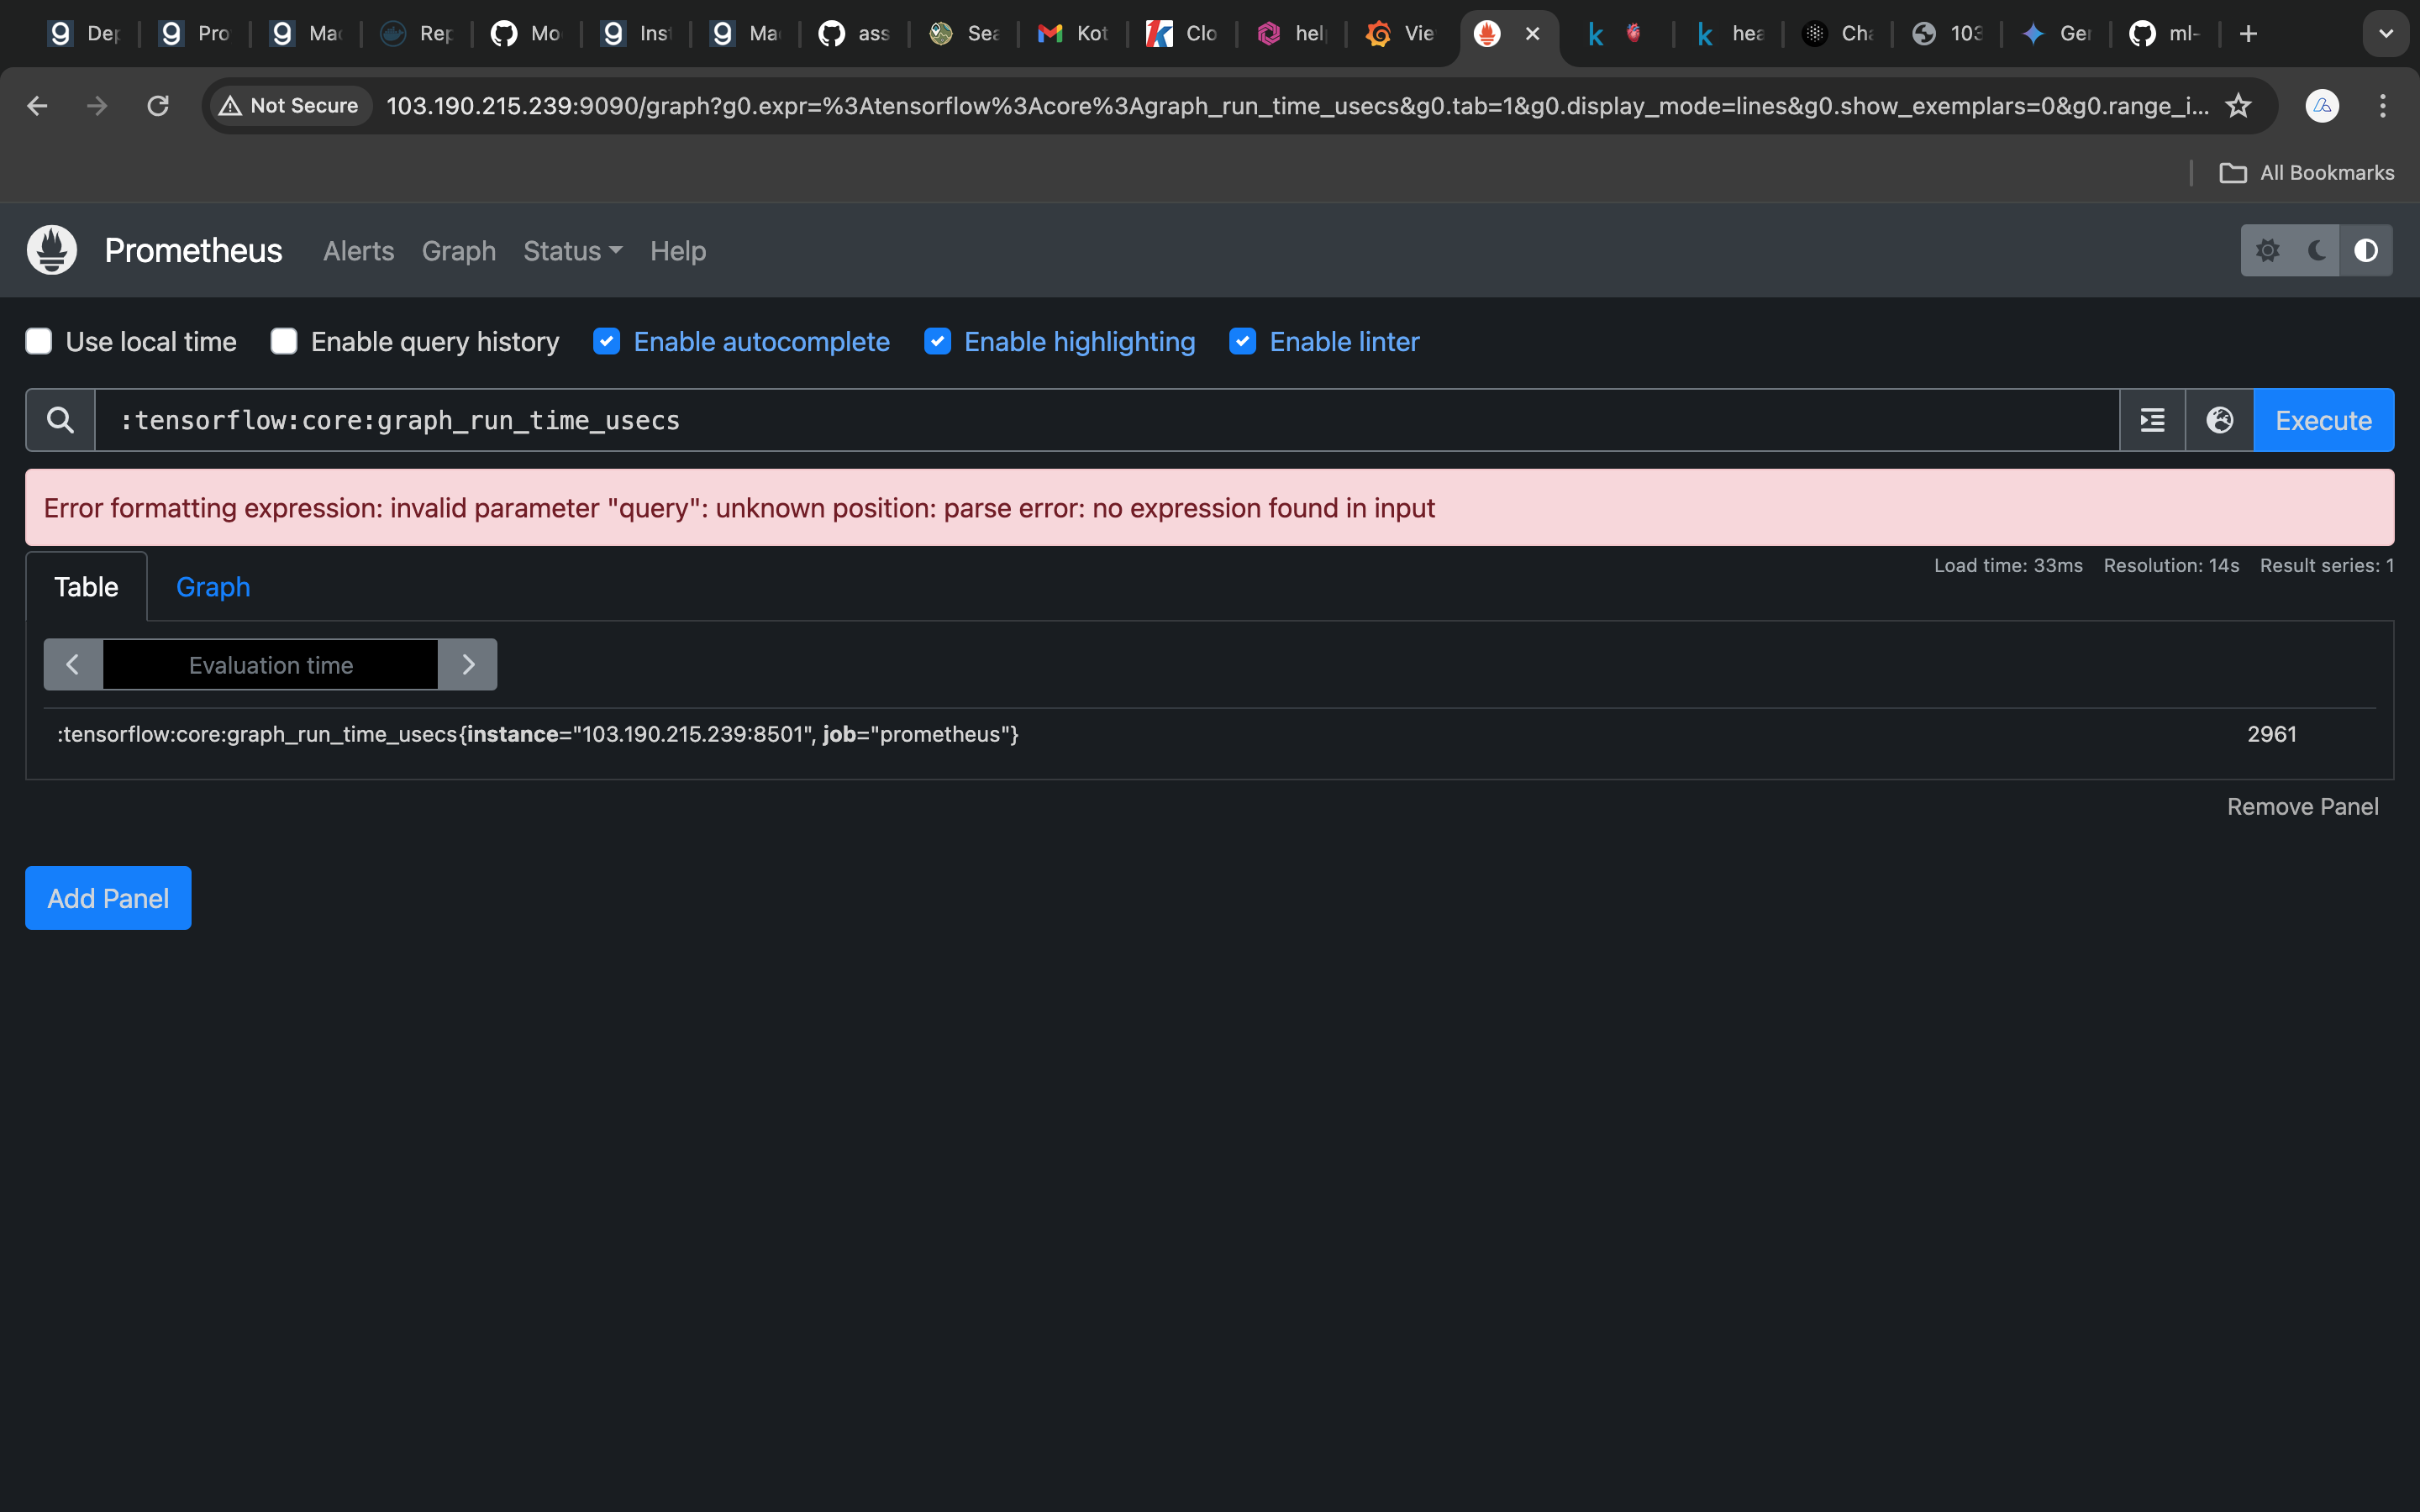 Dep Pro Mac Rep Mo Inst Mac ass Sea Kot Clo hel Vie hea Cha 103 Ger ml-
Not Secure 103.190.215.239:9090/graph?g0.expr=%3Atensorflow%3Acore%3Agraph_run_time_usecs&g0.tab=1&g0.display_mode=lines&g0.show_exemplars=0&g0.range_i...
All Bookmarks
Prometheus Alerts Graph Status Help
Use local time Enable query history Enable autocomplete Enable highlighting Enable linter
:tensorflow:core:graph_run_time_usecs Execute
Error formatting expression: invalid parameter "query": unknown position: parse error: no expression found in input
Load time: 33ms Resolution: 14s Result series: 1
Table Graph
Evaluation time
:tensorflow:core:graph_run_time_usecs{instance="103.190.215.239:8501", job="prometheus"} 2961
Remove Panel
Add Panel